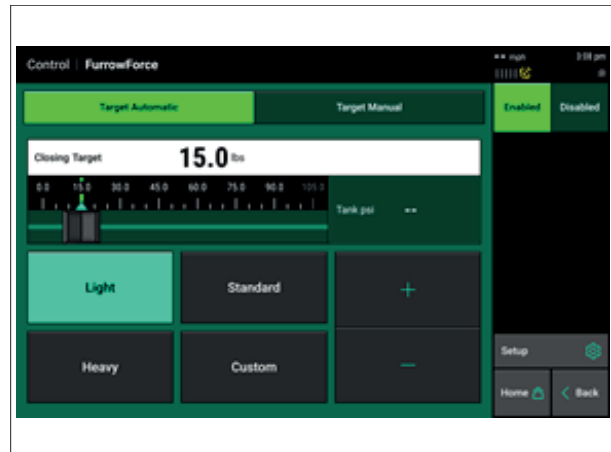 Control | FurrowForce
-- mph 3:08 pm
Target Automatic Target Manual Enabled Disabled
Closing Target 15.0 lbs
0.0 15.0 30.0 45.0 60.0 75.0 90.0 105.0
Tank psi --
Light Standard +
Heavy Custom −
Setup
Home < Back